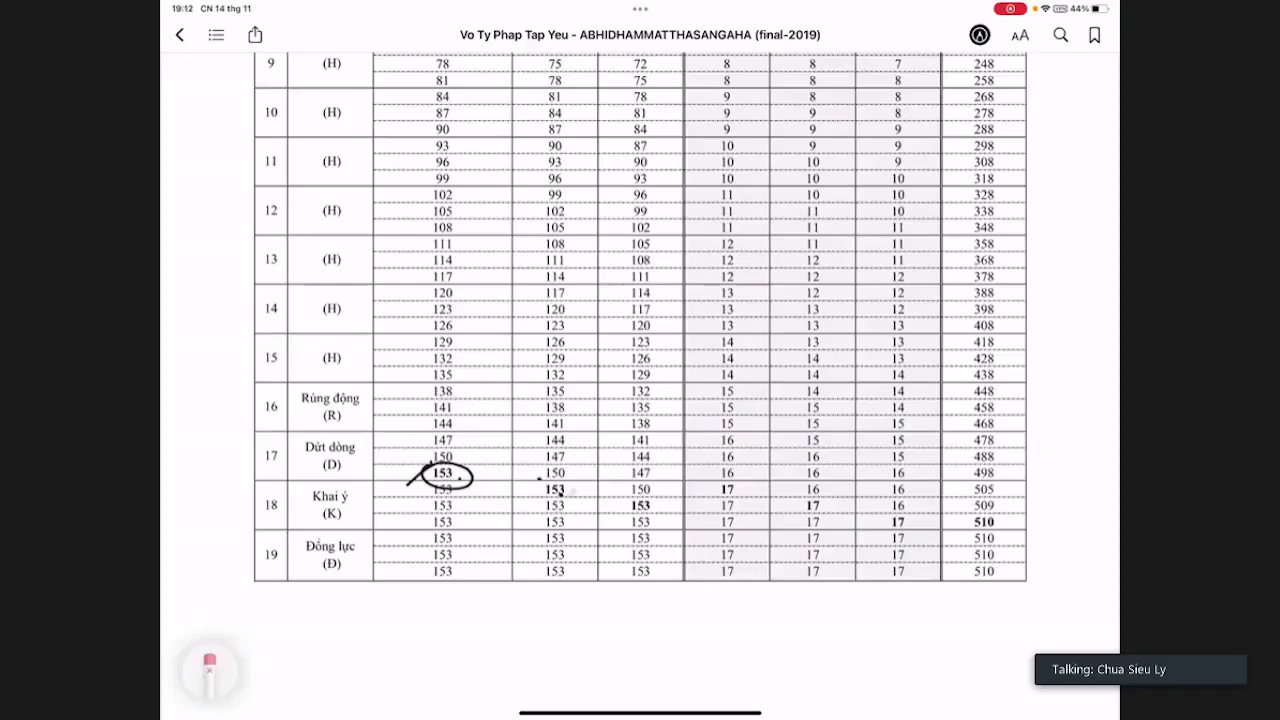 19:12 CN 14 thg 11
44%
Vo Ty Phap Tap Yeu - ABHIDHAMMATTHASANGAHA (final-2019)
AA
9 (H) 78 75 72 8 8 7 248
81 78 75 8 8 8 258
84 81 78 9 8 8 268
10 (H) 87 84 81 9 9 8 278
90 87 84 9 9 9 288
93 90 87 10 9 9 298
11 (H) 96 93 90 10 10 9 308
99 96 93 10 10 10 318
102 99 96 11 10 10 328
12 (H) 105 102 99 11 11 10 338
108 105 102 11 11 11 348
111 108 105 12 11 11 358
13 (H) 114 111 108 12 12 11 368
117 114 111 12 12 12 378
120 117 114 13 12 12 388
14 (H) 123 120 117 13 13 12 398
126 123 120 13 13 13 408
129 126 123 14 13 13 418
15 (H) 132 129 126 14 14 13 428
135 132 129 14 14 14 438
138 135 132 15 14 14 448
16 Rúng động (R) 141 138 135 15 15 14 458
144 141 138 15 15 15 468
147 144 141 16 15 15 478
17 Dứt dòng (D) 150 147 144 16 16 15 488
153 150 147 16 16 16 498
153 153 150 17 16 16 505
18 Khai ý (K) 153 153 153 17 17 16 509
153 153 153 17 17 17 510
153 153 153 17 17 17 510
19 Đổng lực (Đ) 153 153 153 17 17 17 510
153 153 153 17 17 17 510
Talking: Chua Sieu Ly